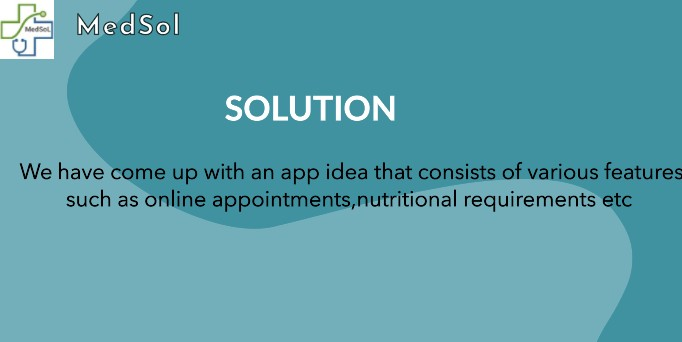 MedSoL
MedSol
SOLUTION
We have come up with an app idea that consists of various features
such as online appointments,nutritional requirements etc